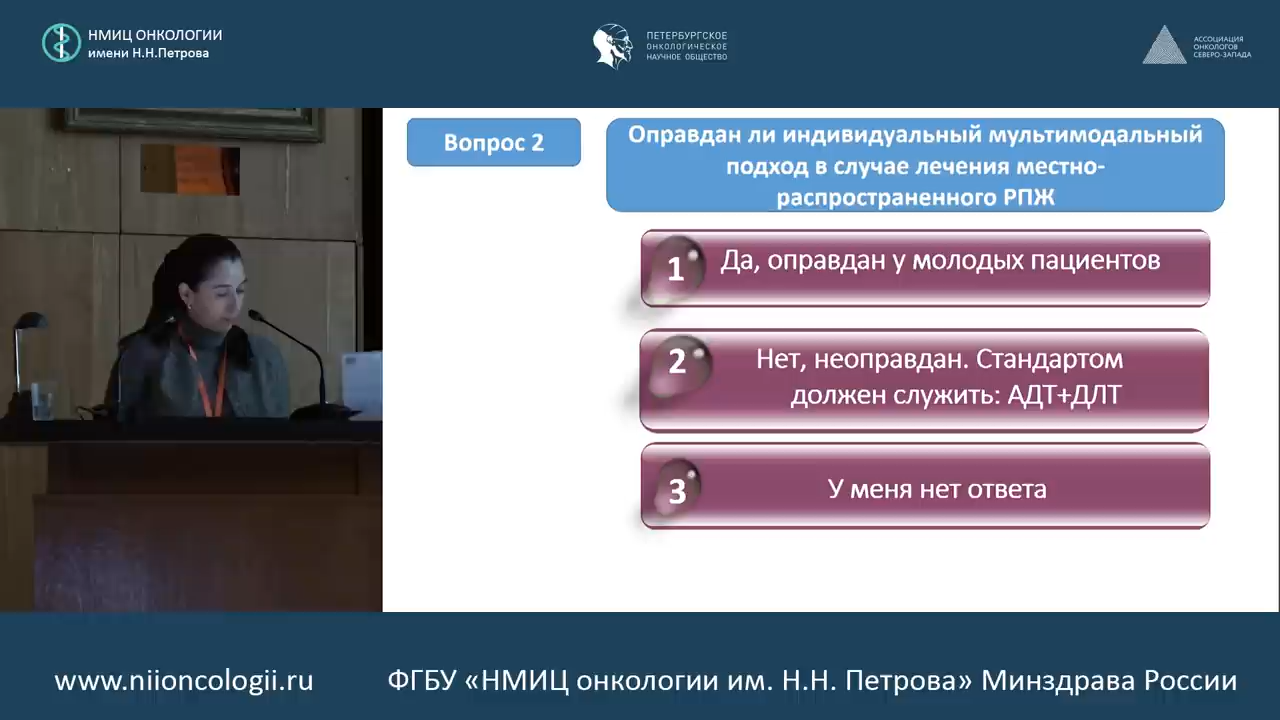 НМИЦ ОНКОЛОГИИ
имени Н.Н.Петрова
ПЕТЕРБУРГСКОЕ
ОНКОЛОГИЧЕСКОЕ
НАУЧНОЕ ОБЩЕСТВО
АССОЦИАЦИЯ
ОНКОЛОГОВ
СЕВЕРО-ЗАПАДА
Вопрос 2
Оправдан ли индивидуальный мультимодальный
подход в случае лечения местно-
распространенного РПЖ
1 Да, оправдан у молодых пациентов
2 Нет, неоправдан. Стандартом
должен служить: АДТ+ДЛТ
3 У меня нет ответа
www.niioncologii.ru
ФГБУ «НМИЦ онкологии им. Н.Н. Петрова» Минздрава России